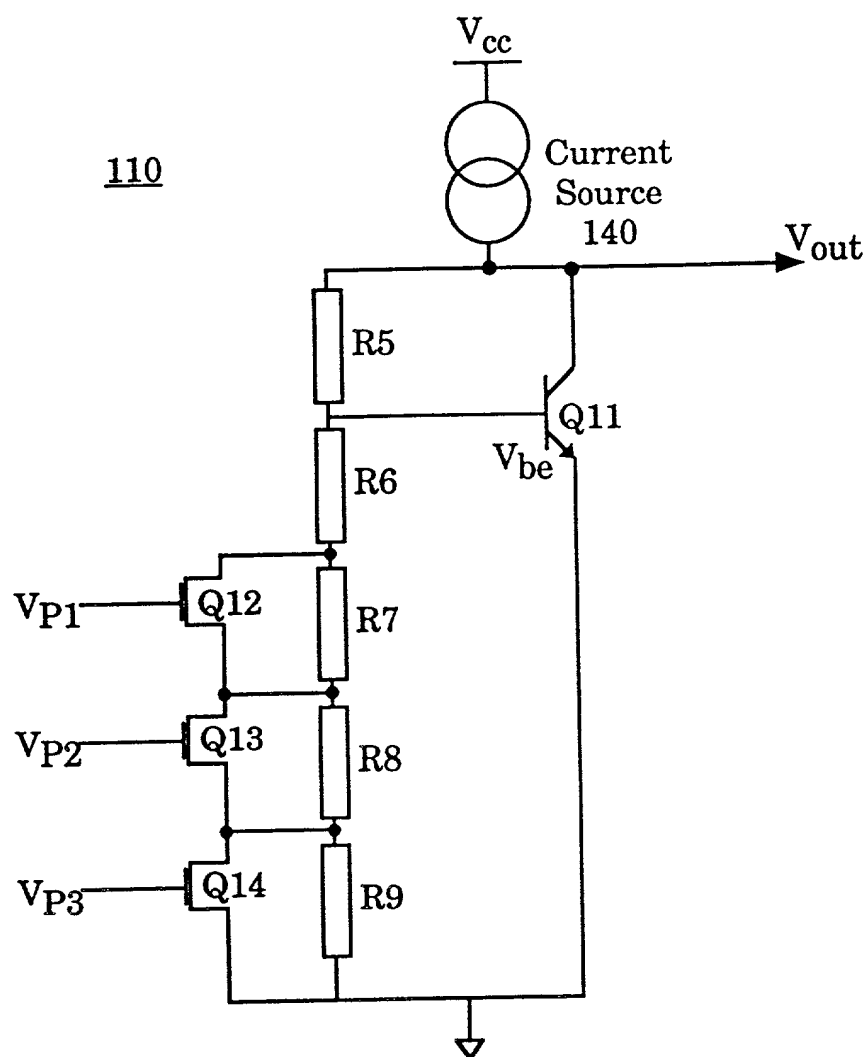 Vcc
110
Current
Source
140
Vout
R5
Q11
Vbe
R6
VP1
Q12
R7
VP2
Q13
R8
VP3
Q14
R9